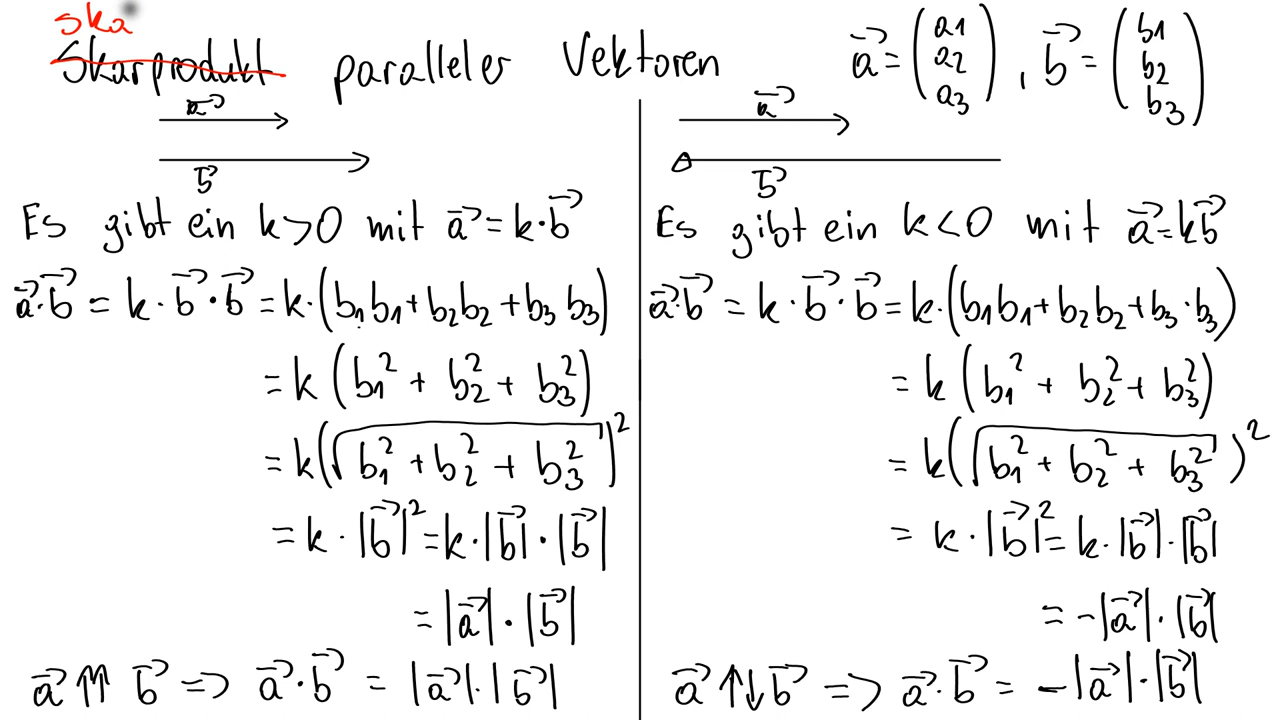 ska
Skarprodukt paralleler Vektoren a⃗ = (a1 a2 a3), b⃗ = (b1 b2 b3)
a⃗
b⃗
Es gibt ein k>0 mit a⃗ = k·b⃗
a⃗·b⃗ = k·b⃗·b⃗ = k·(b₁b₁+b₂b₂+b₃b₃)
= k(b₁²+b₂²+b₃²)
= k(√(b₁²+b₂²+b₃²))²
= k·|b⃗|² = k·|b⃗|·|b⃗|
= |a⃗|·|b⃗|
a⃗ ↑↑ b⃗ => a⃗·b⃗ = |a⃗|·|b⃗|
a⃗
b⃗
Es gibt ein k<0 mit a⃗ = kb⃗
a⃗·b⃗ = k·b⃗·b⃗ = k·(b₁b₁+b₂b₂+b₃·b₃)
= k(b₁²+b₂²+b₃²)
= k(√(b₁²+b₂²+b₃²))²
= k·|b⃗|² = k·|b⃗|·|b⃗|
= -|a⃗|·|b⃗|
a⃗ ↑↓ b⃗ => a⃗·b⃗ = -|a⃗|·|b⃗|